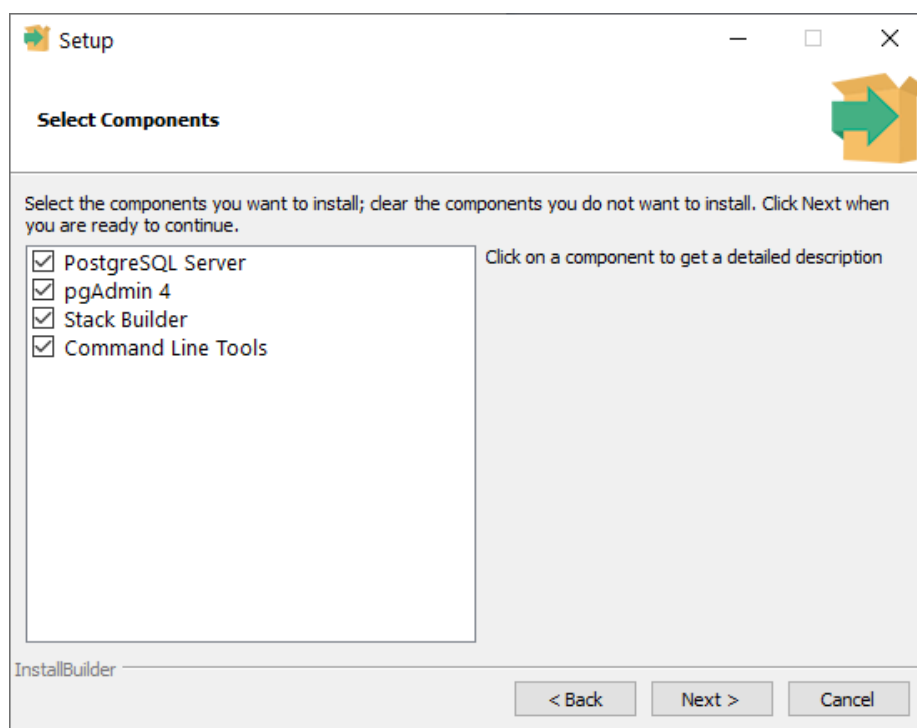 Setup
Select Components
Select the components you want to install; clear the components you do not want to install. Click Next when
you are ready to continue.
PostgreSQL Server
pgAdmin 4
Stack Builder
Command Line Tools
Click on a component to get a detailed description
InstallBuilder
< Back
Next >
Cancel